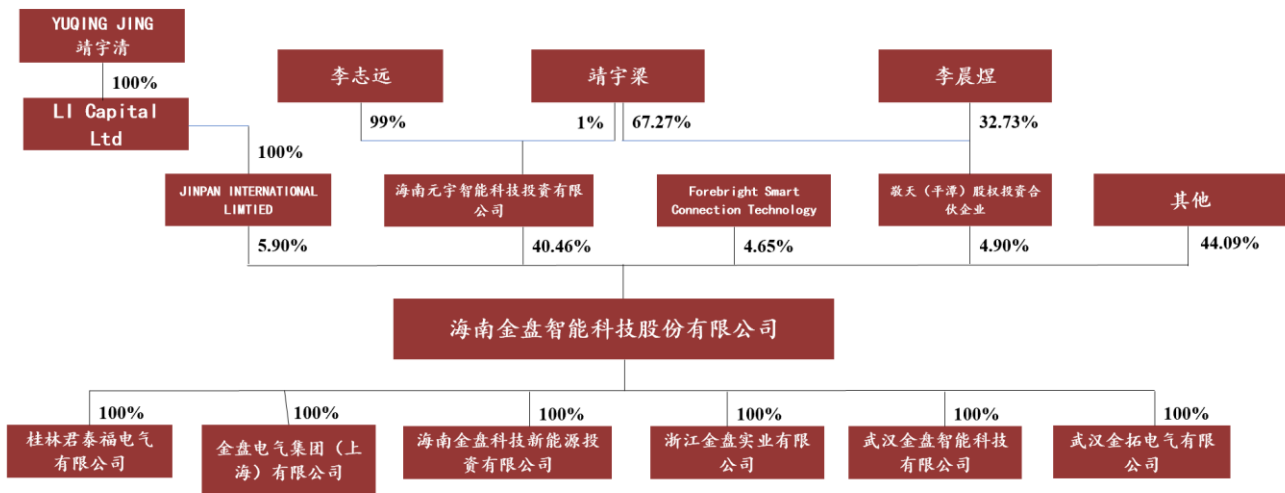 YUQING JING
靖宇清
100%
LI Capital
Ltd
李志远
靖宇梁
李晨煜
99%
1%
67.27%
32.73%
100%
JINPAN INTERNATIONAL
LIMTIED
海南元宇智能科技投资有限
公司
Forebright Smart
Connection Technology
敬天（平潭）股权投资合
伙企业
其他
5.90%
40.46%
4.65%
4.90%
44.09%
海南金盘智能科技股份有限公司
100%
100%
100%
100%
100%
100%
桂林君泰福电气
有限公司
金盘电气集团（上
海）有限公司
海南金盘科技新能源投
资有限公司
浙江金盘实业有限
公司
武汉金盘智能科技
有限公司
武汉金拓电气有限
公司